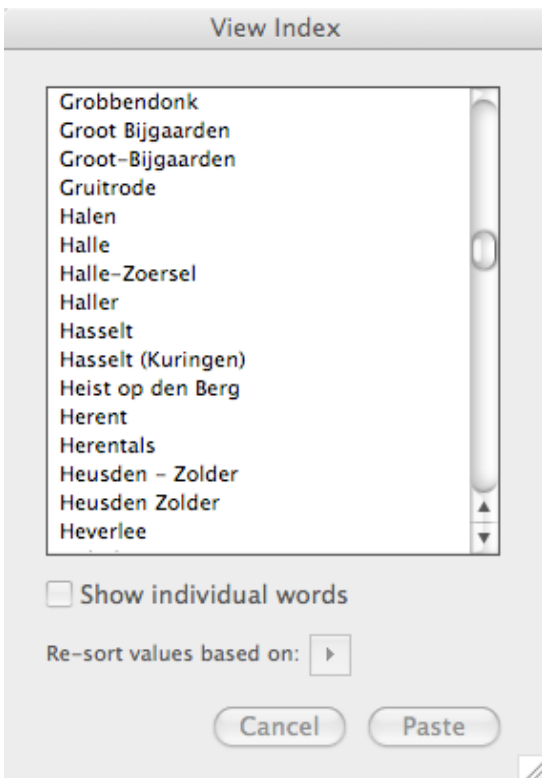 View Index
Grobbendonk
Groot Bijgaarden
Groot-Bijgaarden
Gruitrode
Halen
Halle
Halle-Zoersel
Haller
Hasselt
Hasselt (Kuringen)
Heist op den Berg
Herent
Herentals
Heusden - Zolder
Heusden Zolder
Heverlee
Show individual words
Re-sort values based on:
Cancel
Paste